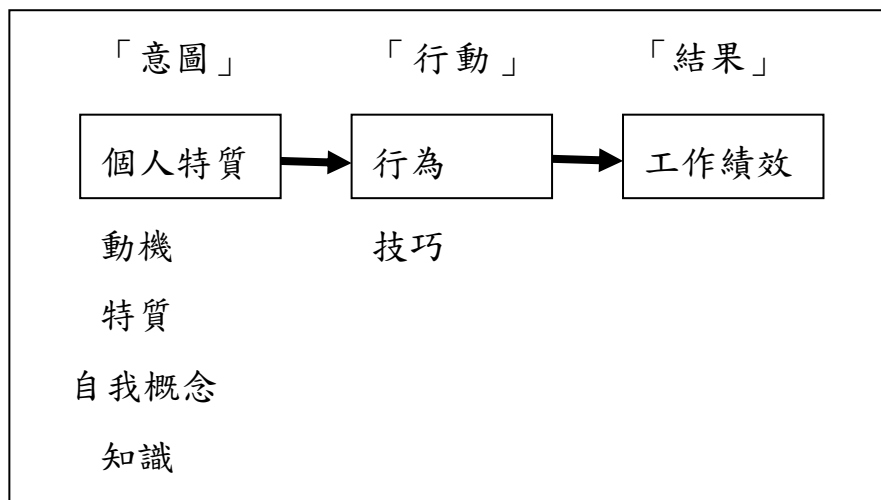 「意圖」 「行動」 「結果」
個人特質 行為 工作績效
動機 技巧
特質
自我概念
知識